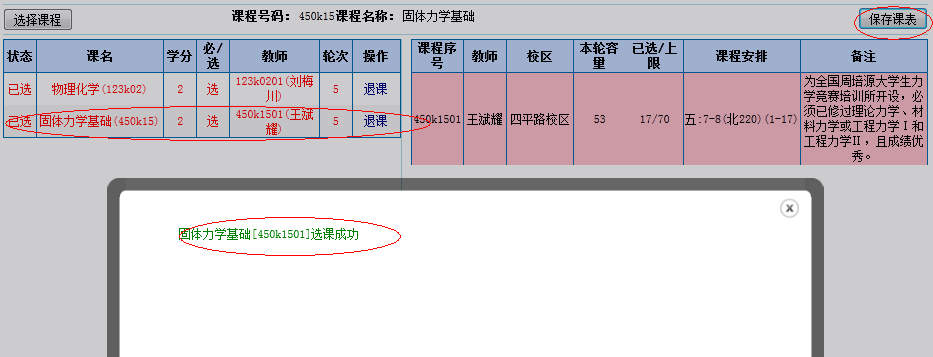 选择课程 课程号码：450k15课程名称：固体力学基础 保存课表
状态 课名 学分 必/选 教师 轮次 操作
已选 物理化学(123k02) 2 选 123k0201(刘梅川) 5 退课
已选 固体力学基础(450k15) 2 选 450k1501(王斌耀) 5 退课
课程序号 教师 校区 本轮容量 已选/上限 课程安排 备注
450k1501 王斌耀 四平路校区 53 17/70 五:7-8(北220)(1-17)
为全国周培源大学生力
学竞赛培训所开设，必
须已修过理论力学、材
料力学或工程力学Ⅰ和
工程力学Ⅱ，且成绩优
秀。
固体力学基础[450k1501]选课成功